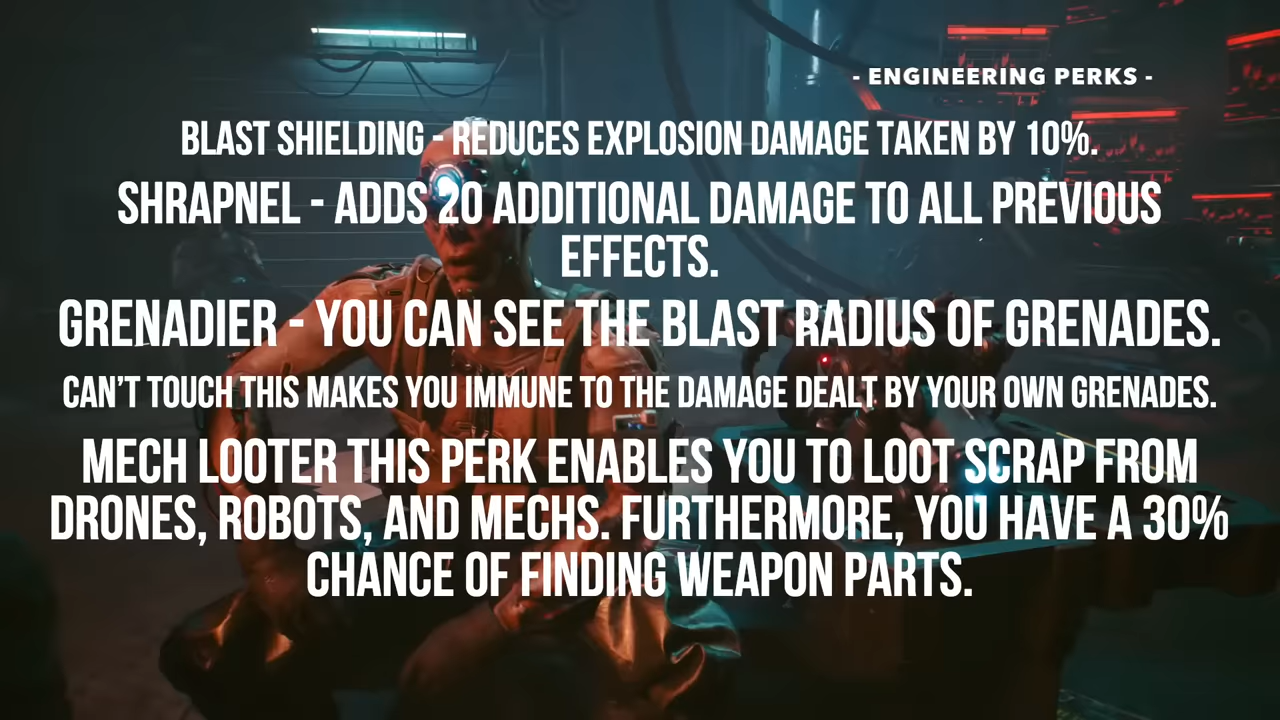 - ENGINEERING PERKS -
BLAST SHIELDING - REDUCES EXPLOSION DAMAGE TAKEN BY 10%.
SHRAPNEL - ADDS 20 ADDITIONAL DAMAGE TO ALL PREVIOUS
EFFECTS.
GRENADIER - YOU CAN SEE THE BLAST RADIUS OF GRENADES.
CAN'T TOUCH THIS MAKES YOU IMMUNE TO THE DAMAGE DEALT BY YOUR OWN GRENADES.
MECH LOOTER THIS PERK ENABLES YOU TO LOOT SCRAP FROM
DRONES, ROBOTS, AND MECHS. FURTHERMORE, YOU HAVE A 30%
CHANCE OF FINDING WEAPON PARTS.